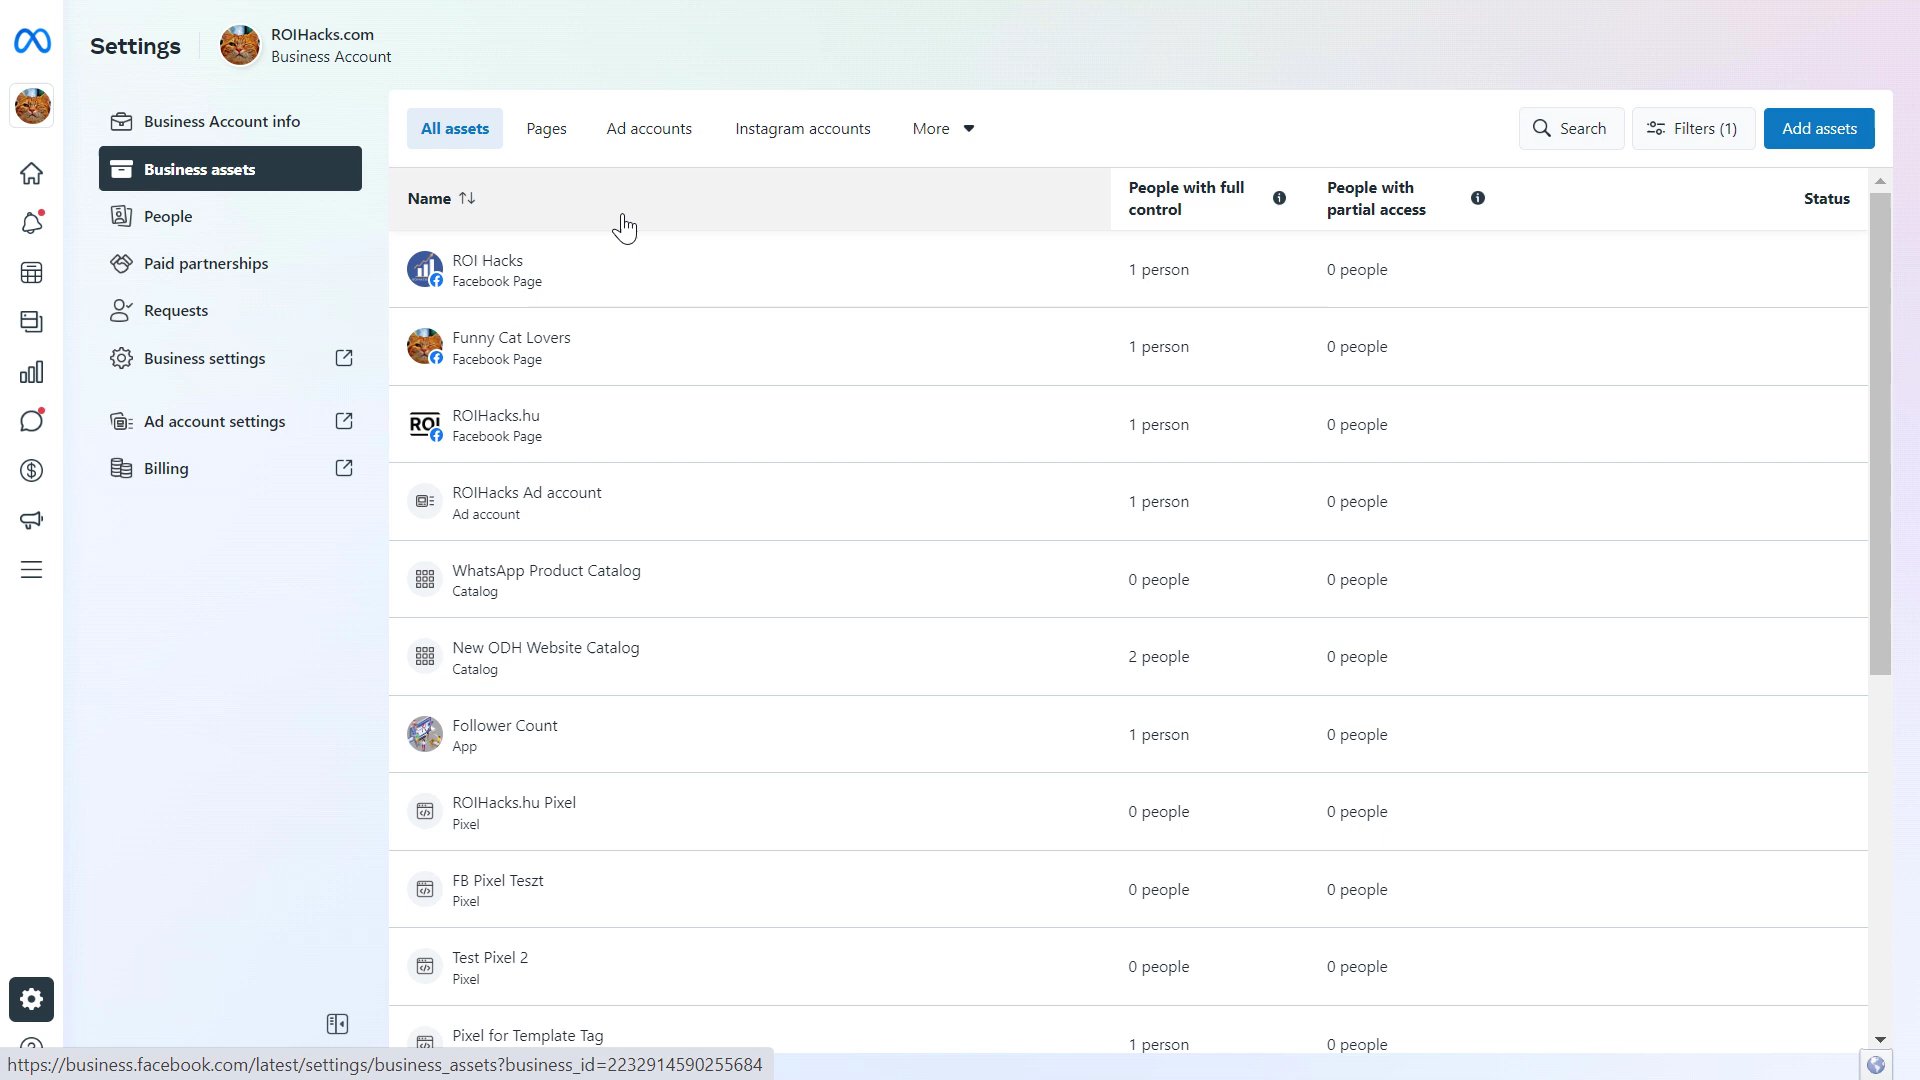 Settings
ROIHacks.com
Business Account
Business Account info
Business assets
People
Paid partnerships
Requests
Business settings
Ad account settings
Billing
All assets Pages Ad accounts Instagram accounts More Search Filters (1) Add assets
Name People with full control People with partial access Status
ROI Hacks
Facebook Page
1 person 0 people
Funny Cat Lovers
Facebook Page
1 person 0 people
ROI
ROIHacks.hu
Facebook Page
1 person 0 people
ROIHacks Ad account
Ad account
1 person 0 people
WhatsApp Product Catalog
Catalog
0 people 0 people
New ODH Website Catalog
Catalog
2 people 0 people
Follower Count
App
1 person 0 people
ROIHacks.hu Pixel
Pixel
0 people 0 people
FB Pixel Teszt
Pixel
0 people 0 people
Test Pixel 2
Pixel
0 people 0 people
Pixel for Template Tag
1 person 0 people
https://business.facebook.com/latest/settings/business_assets?business_id=2232914590255684